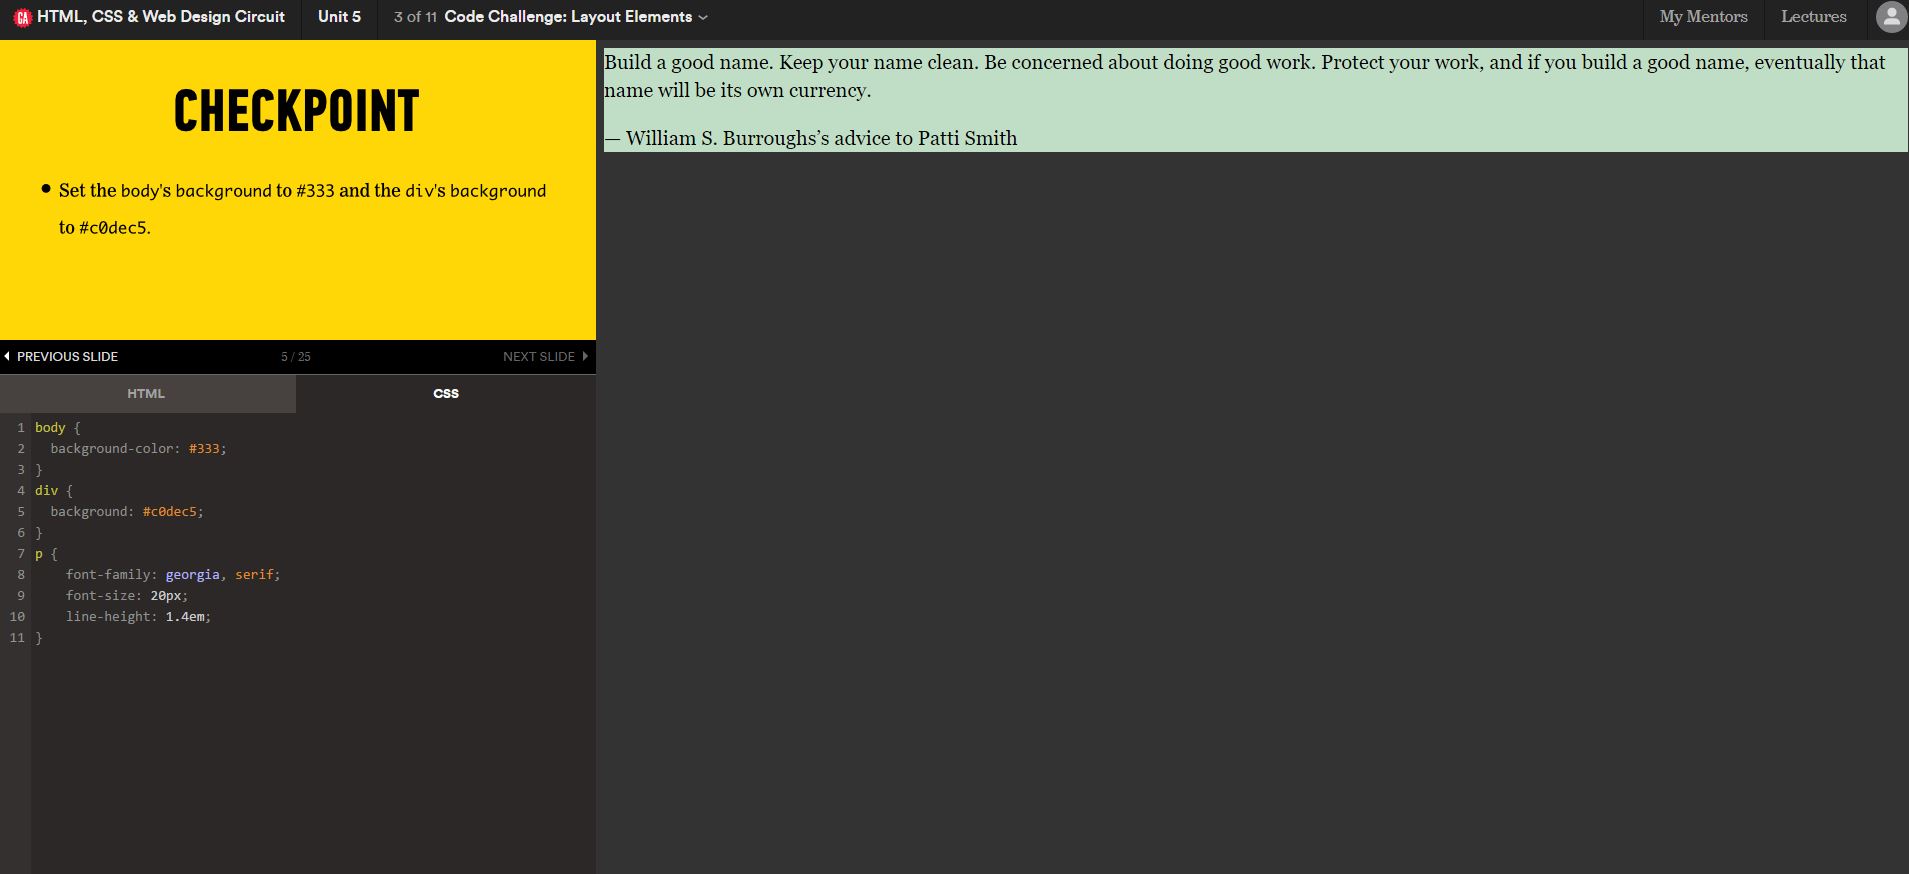 CA HTML, CSS & Web Design Circuit Unit 5 3 of 11 Code Challenge: Layout Elements My Mentors Lectures
CHECKPOINT
• Set the body's background to #333 and the div's background
to #c0dec5.
PREVIOUS SLIDE 5 / 25 NEXT SLIDE
HTML CSS
1 body {
2 background-color: #333;
3 }
4 div {
5 background: #c0dec5;
6 }
7 p {
8 font-family: georgia, serif;
9 font-size: 20px;
10 line-height: 1.4em;
11 }
Build a good name. Keep your name clean. Be concerned about doing good work. Protect your work, and if you build a good name, eventually that
name will be its own currency.
— William S. Burroughs’s advice to Patti Smith